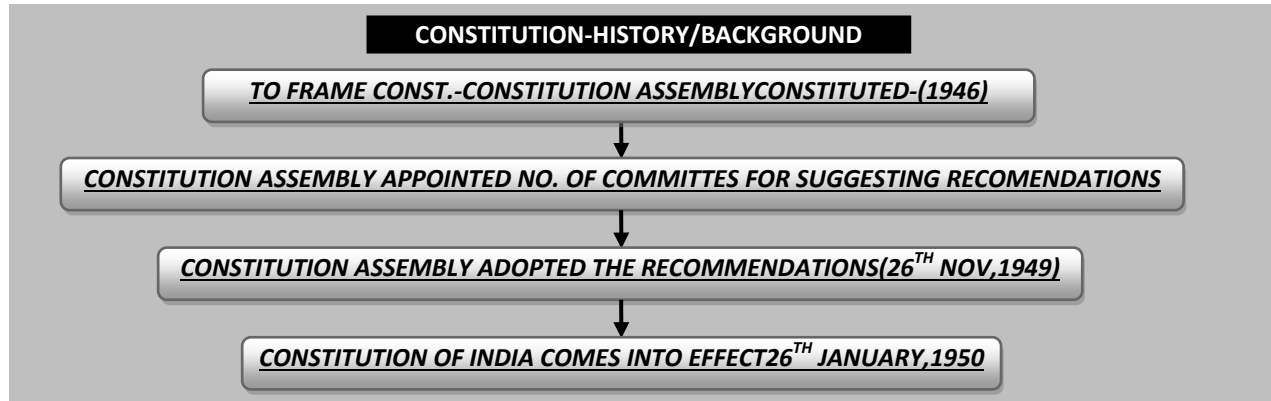 CONSTITUTION-HISTORY/BACKGROUND
TO FRAME CONST.-CONSTITUTION ASSEMBLYCONSTITUTED-(1946)
CONSTITUTION ASSEMBLY APPOINTED NO. OF COMMITTES FOR SUGGESTING RECOMENDATIONS
CONSTITUTION ASSEMBLY ADOPTED THE RECOMMENDATIONS(26TH NOV,1949)
CONSTITUTION OF INDIA COMES INTO EFFECT26TH JANUARY,1950